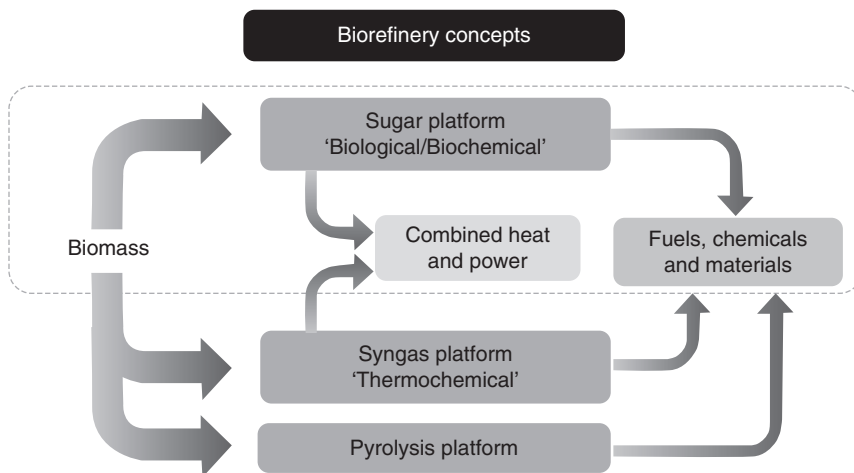 Biorefinery concepts
Sugar platform
‘Biological/Biochemical’
Biomass
Combined heat
and power
Fuels, chemicals
and materials
Syngas platform
‘Thermochemical’
Pyrolysis platform